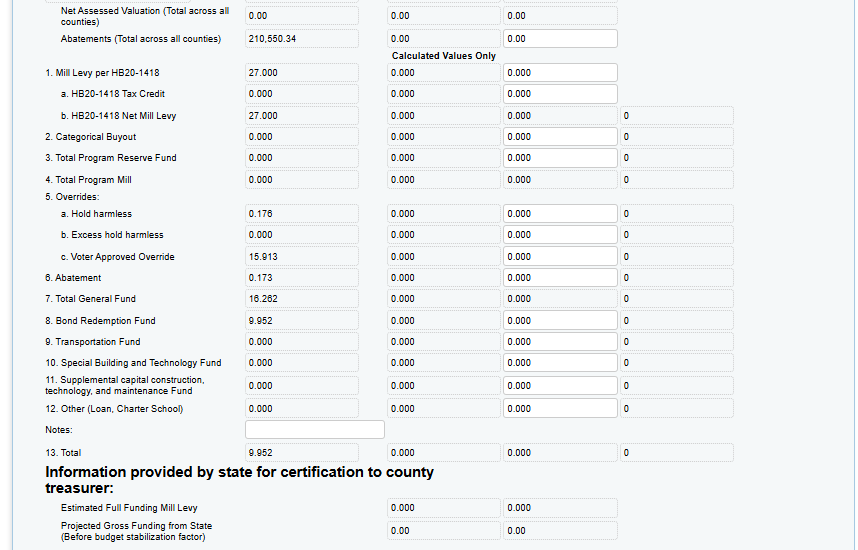 Net Assessed Valuation (Total across all
counties) 0.00 0.00 0.00
Abatements (Total across all counties) 210,550.34 0.00 0.00
Calculated Values Only
1. Mill Levy per HB20-1418 27.000 0.000 0.000
a. HB20-1418 Tax Credit 0.000 0.000 0.000
b. HB20-1418 Net Mill Levy 27.000 0.000 0.000 0
2. Categorical Buyout 0.000 0.000 0.000 0
3. Total Program Reserve Fund 0.000 0.000 0.000 0
4. Total Program Mill 0.000 0.000 0.000 0
5. Overrides:
a. Hold harmless 0.176 0.000 0.000 0
b. Excess hold harmless 0.000 0.000 0.000 0
c. Voter Approved Override 15.913 0.000 0.000 0
6. Abatement 0.173 0.000 0.000 0
7. Total General Fund 16.262 0.000 0.000 0
8. Bond Redemption Fund 9.952 0.000 0.000 0
9. Transportation Fund 0.000 0.000 0.000 0
10. Special Building and Technology Fund 0.000 0.000 0.000 0
11. Supplemental capital construction,
technology, and maintenance Fund 0.000 0.000 0.000 0
12. Other (Loan, Charter School) 0.000 0.000 0.000 0
Notes:
13. Total 9.952 0.000 0.000 0
Information provided by state for certification to county
treasurer:
Estimated Full Funding Mill Levy 0.000 0.000
Projected Gross Funding from State
(Before budget stabilization factor) 0.00 0.00